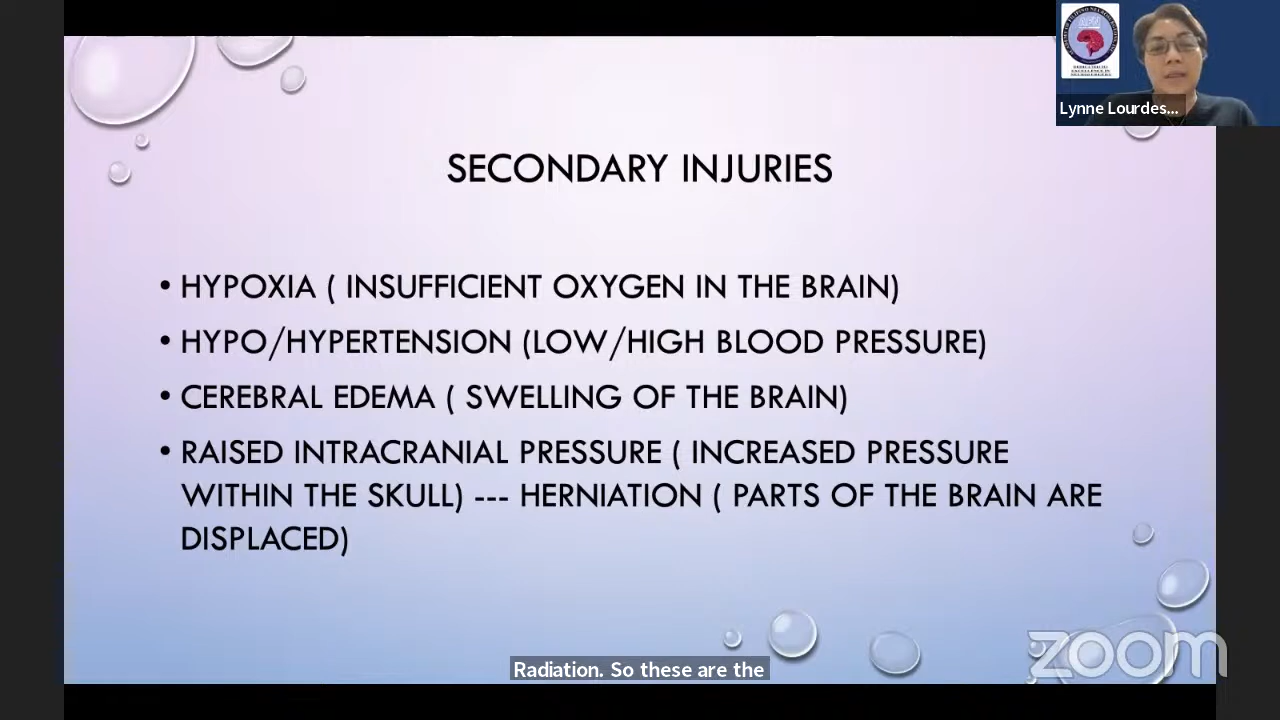 Lynne Lourdes...
SECONDARY INJURIES
• HYPOXIA ( INSUFFICIENT OXYGEN IN THE BRAIN)
• HYPO/HYPERTENSION (LOW/HIGH BLOOD PRESSURE)
• CEREBRAL EDEMA ( SWELLING OF THE BRAIN)
• RAISED INTRACRANIAL PRESSURE ( INCREASED PRESSURE
WITHIN THE SKULL) --- HERNIATION ( PARTS OF THE BRAIN ARE
DISPLACED)
zoom
Radiation. So these are the